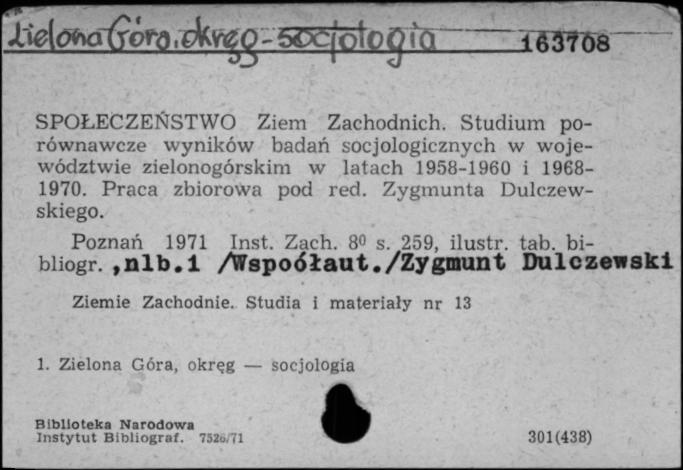 Zielona Góra, okręg - socjologia 163708
SPOŁECZEŃSTWO Ziem Zachodnich. Studium po-
równawcze wyników badań socjologicznych w woje-
wództwie zielonogórskim w latach 1958-1960 i 1968-
1970. Praca zbiorowa pod red. Zygmunta Dulczew-
skiego.
Poznań 1971 Inst. Zach. 8⁰ s. 259, ilustr. tab. bi-
bliogr. ,nlb.1 /Wspoółaut./Zygmunt Dulczewski
Ziemie Zachodnie. Studia i materiały nr 13
1. Zielona Góra, okręg — socjologia
Biblioteka Narodowa
Instytut Bibliograf. 7526/71 301(438)